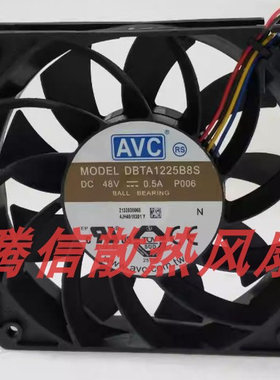 AVC
RS
MODEL DBTA1225B8S
DC 48V 0.5A P006
BALL BEARING
N
腾信散热风扇